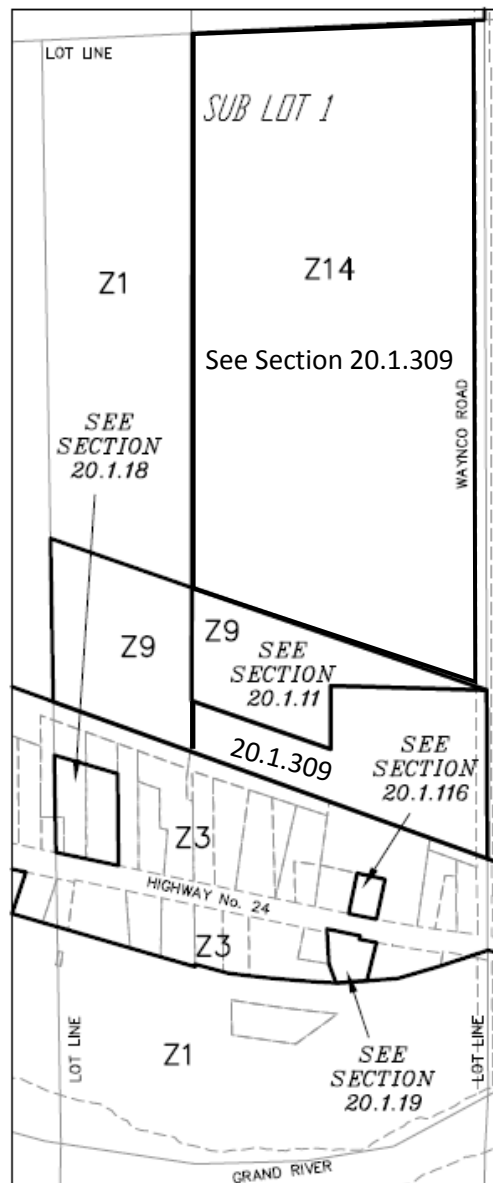 LOT LINE
SUB LOT 1
Z1
Z14
See Section 20.1.309
WAYNCO ROAD
SEE
SECTION
20.1.18
Z9
Z9
SEE
SECTION
20.1.11
20.1.309
SEE
SECTION
20.1.116
Z3
HIGHWAY No. 24
Z3
Z1
LOT LINE
SEE
SECTION
20.1.19
LOT LINE
GRAND RIVER